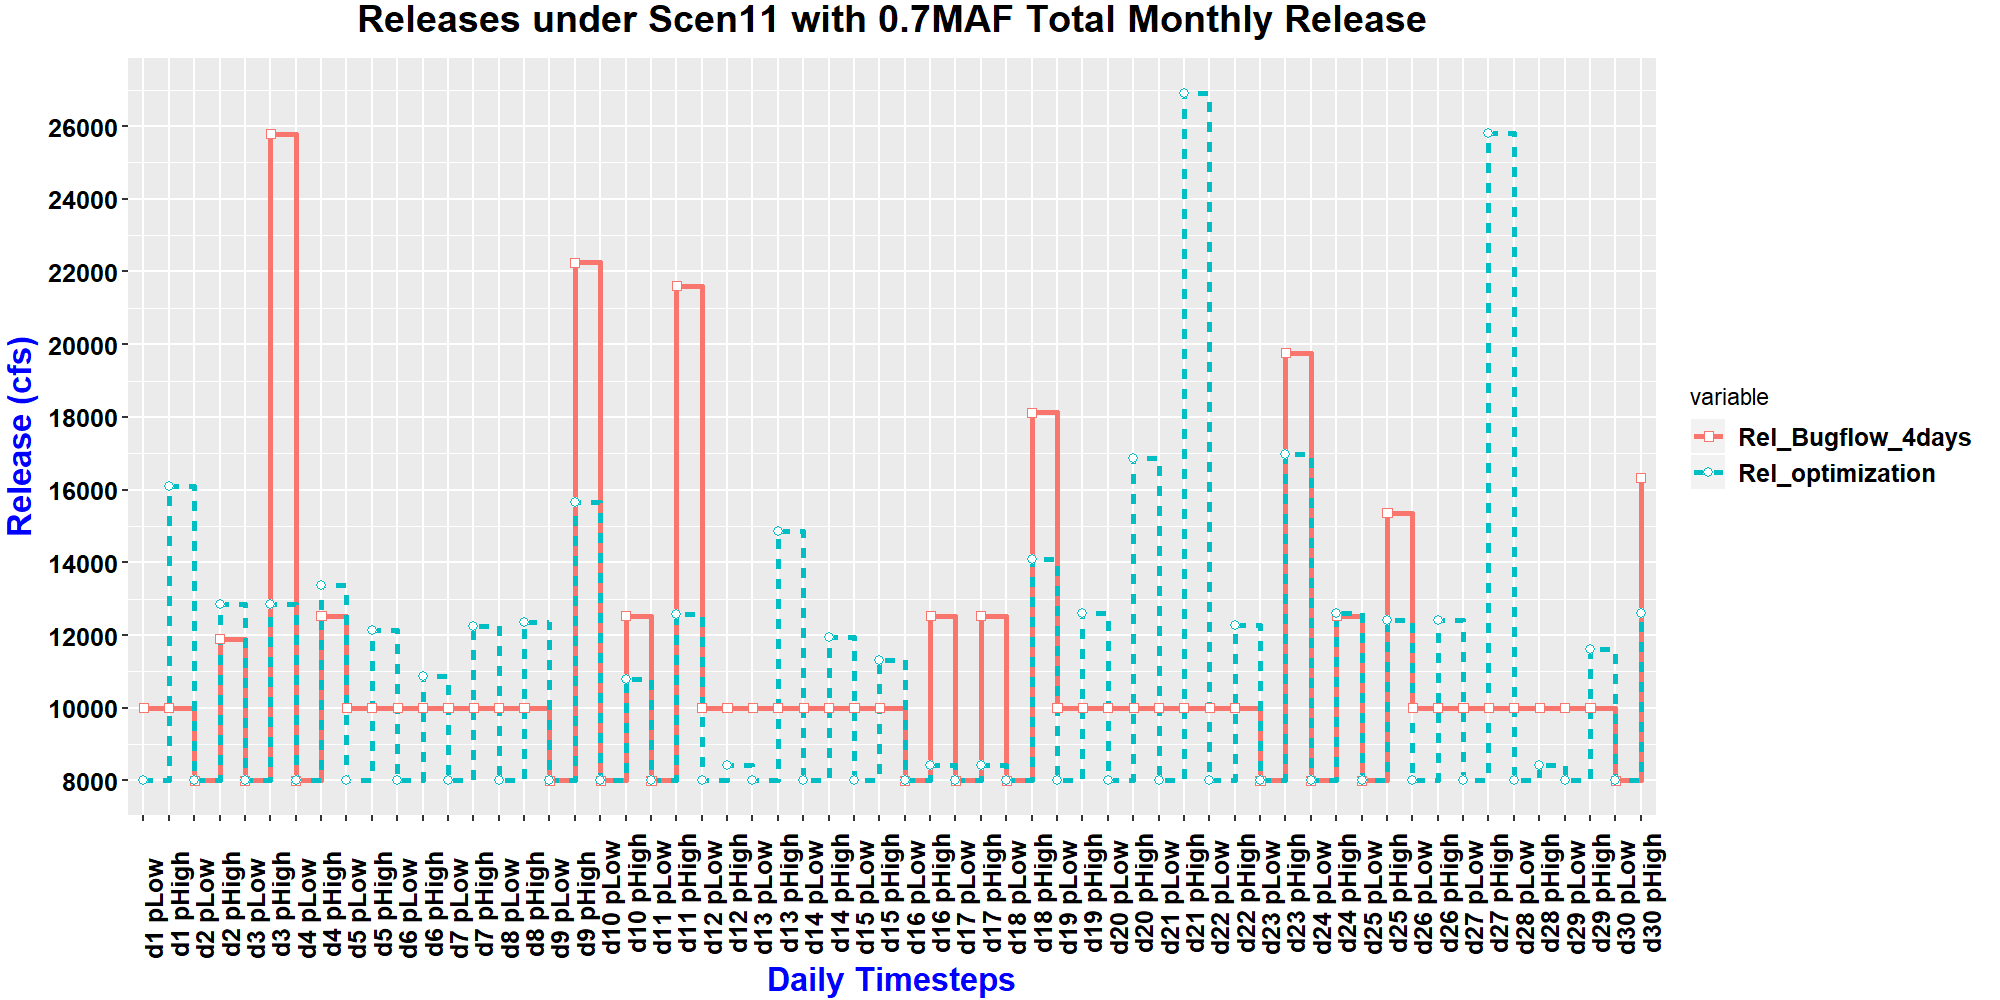 Releases under Scen11 with 0.7MAF Total Monthly Release
Release (cfs)
26000
24000
22000
20000
18000
16000
14000
12000
10000
8000
d1 pLow
d1 pHigh
d2 pLow
d2 pHigh
d3 pLow
d3 pHigh
d4 pLow
d4 pHigh
d5 pLow
d5 pHigh
d6 pLow
d6 pHigh
d7 pLow
d7 pHigh
d8 pLow
d8 pHigh
d9 pLow
d9 pHigh
d10 pLow
d10 pHigh
d11 pLow
d11 pHigh
d12 pLow
d12 pHigh
d13 pLow
d13 pHigh
d14 pLow
d14 pHigh
d15 pLow
d15 pHigh
d16 pLow
d16 pHigh
d17 pLow
d17 pHigh
d18 pLow
d18 pHigh
d19 pLow
d19 pHigh
d20 pLow
d20 pHigh
d21 pLow
d21 pHigh
d22 pLow
d22 pHigh
d23 pLow
d23 pHigh
d24 pLow
d24 pHigh
d25 pLow
d25 pHigh
d26 pLow
d26 pHigh
d27 pLow
d27 pHigh
d28 pLow
d28 pHigh
d29 pLow
d29 pHigh
d30 pLow
d30 pHigh
Daily Timesteps
variable
Rel_Bugflow_4days
Rel_optimization